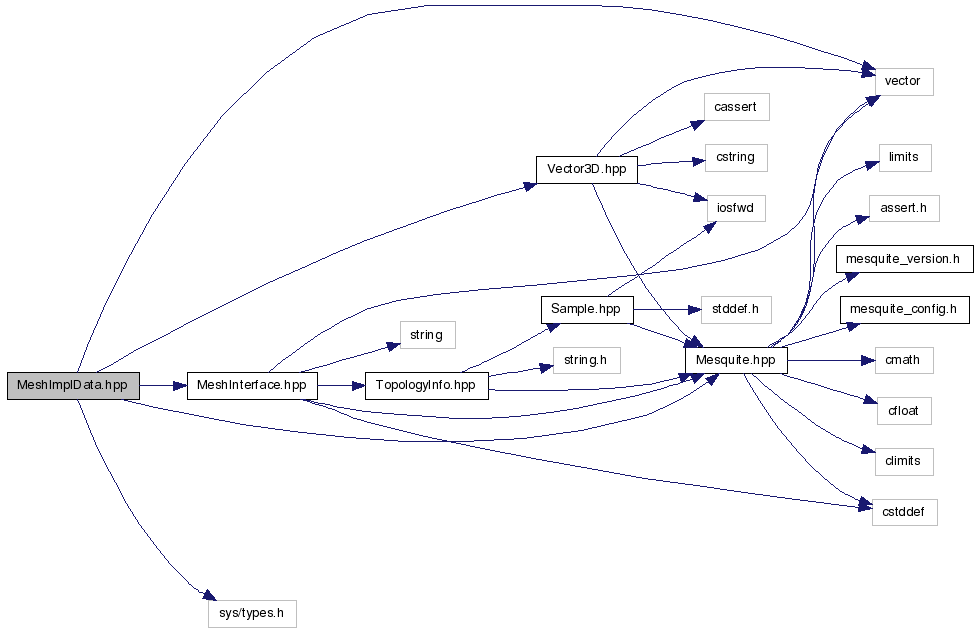 vector
cassert
cstring
limits
Vector3D.hpp
iosfwd
assert.h
mesquite_version.h
Sample.hpp
stddef.h
mesquite_config.h
string
string.h
Mesquite.hpp
cmath
MeshImplData.hpp
MeshInterface.hpp
TopologyInfo.hpp
cfloat
climits
cstddef
sys/types.h